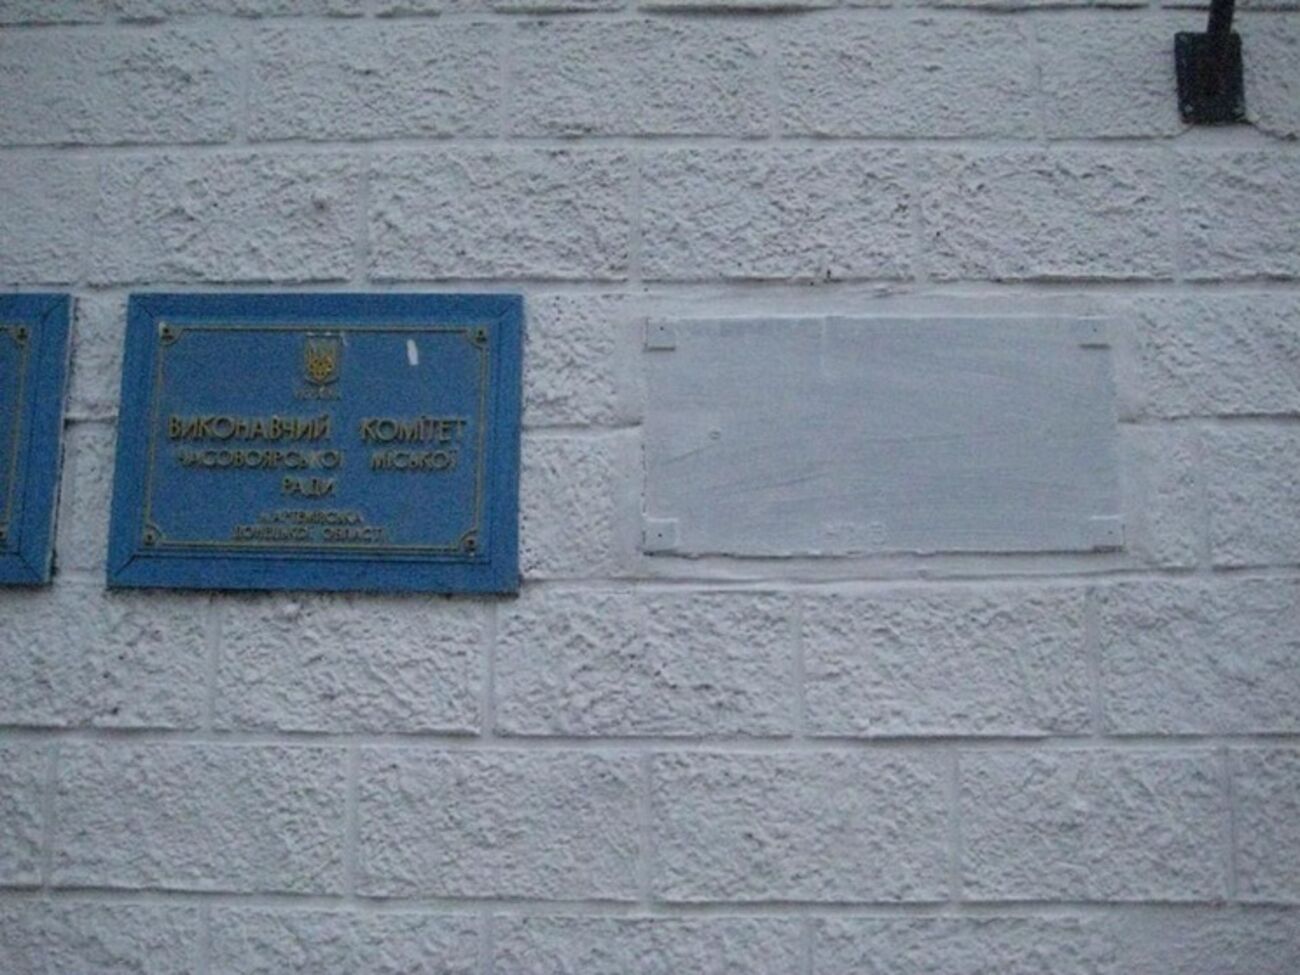 ВИКОНАВЧИЙ КОМІТЕТ
ЧАСОВОЯРСЬКОЇ МІСЬКОЇ
РАДИ
м.АРТЕМІВСЬКА
ДОНЕЦЬКОЇ ОБЛАСТІ